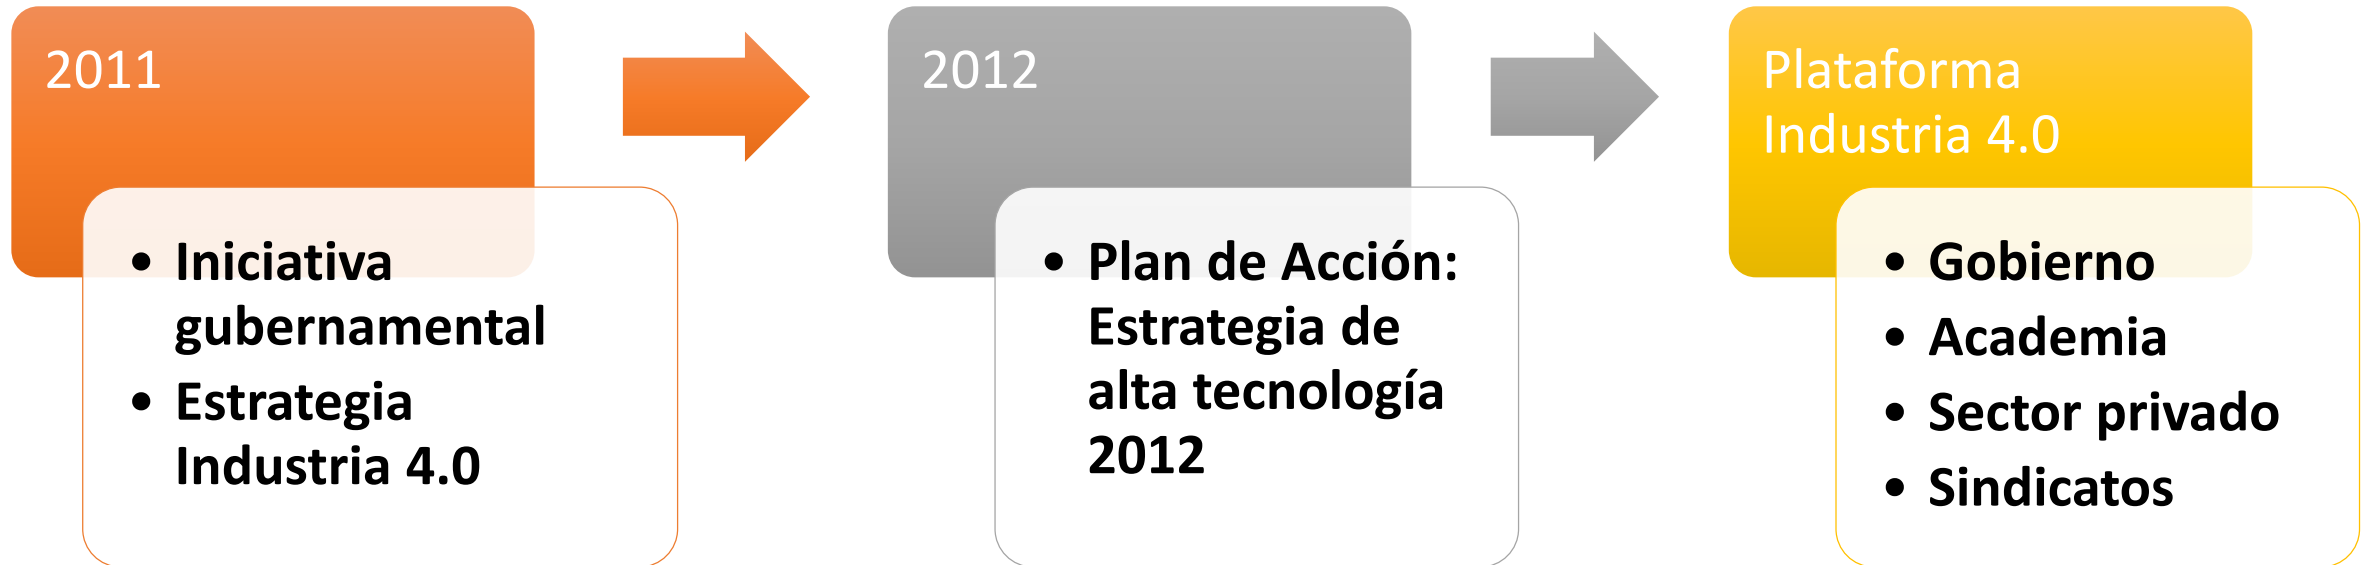 2011
• Iniciativa
gubernamental
• Estrategia
Industria 4.0
2012
• Plan de Acción:
Estrategia de
alta tecnología
2012
Plataforma
Industria 4.0
• Gobierno
• Academia
• Sector privado
• Sindicatos